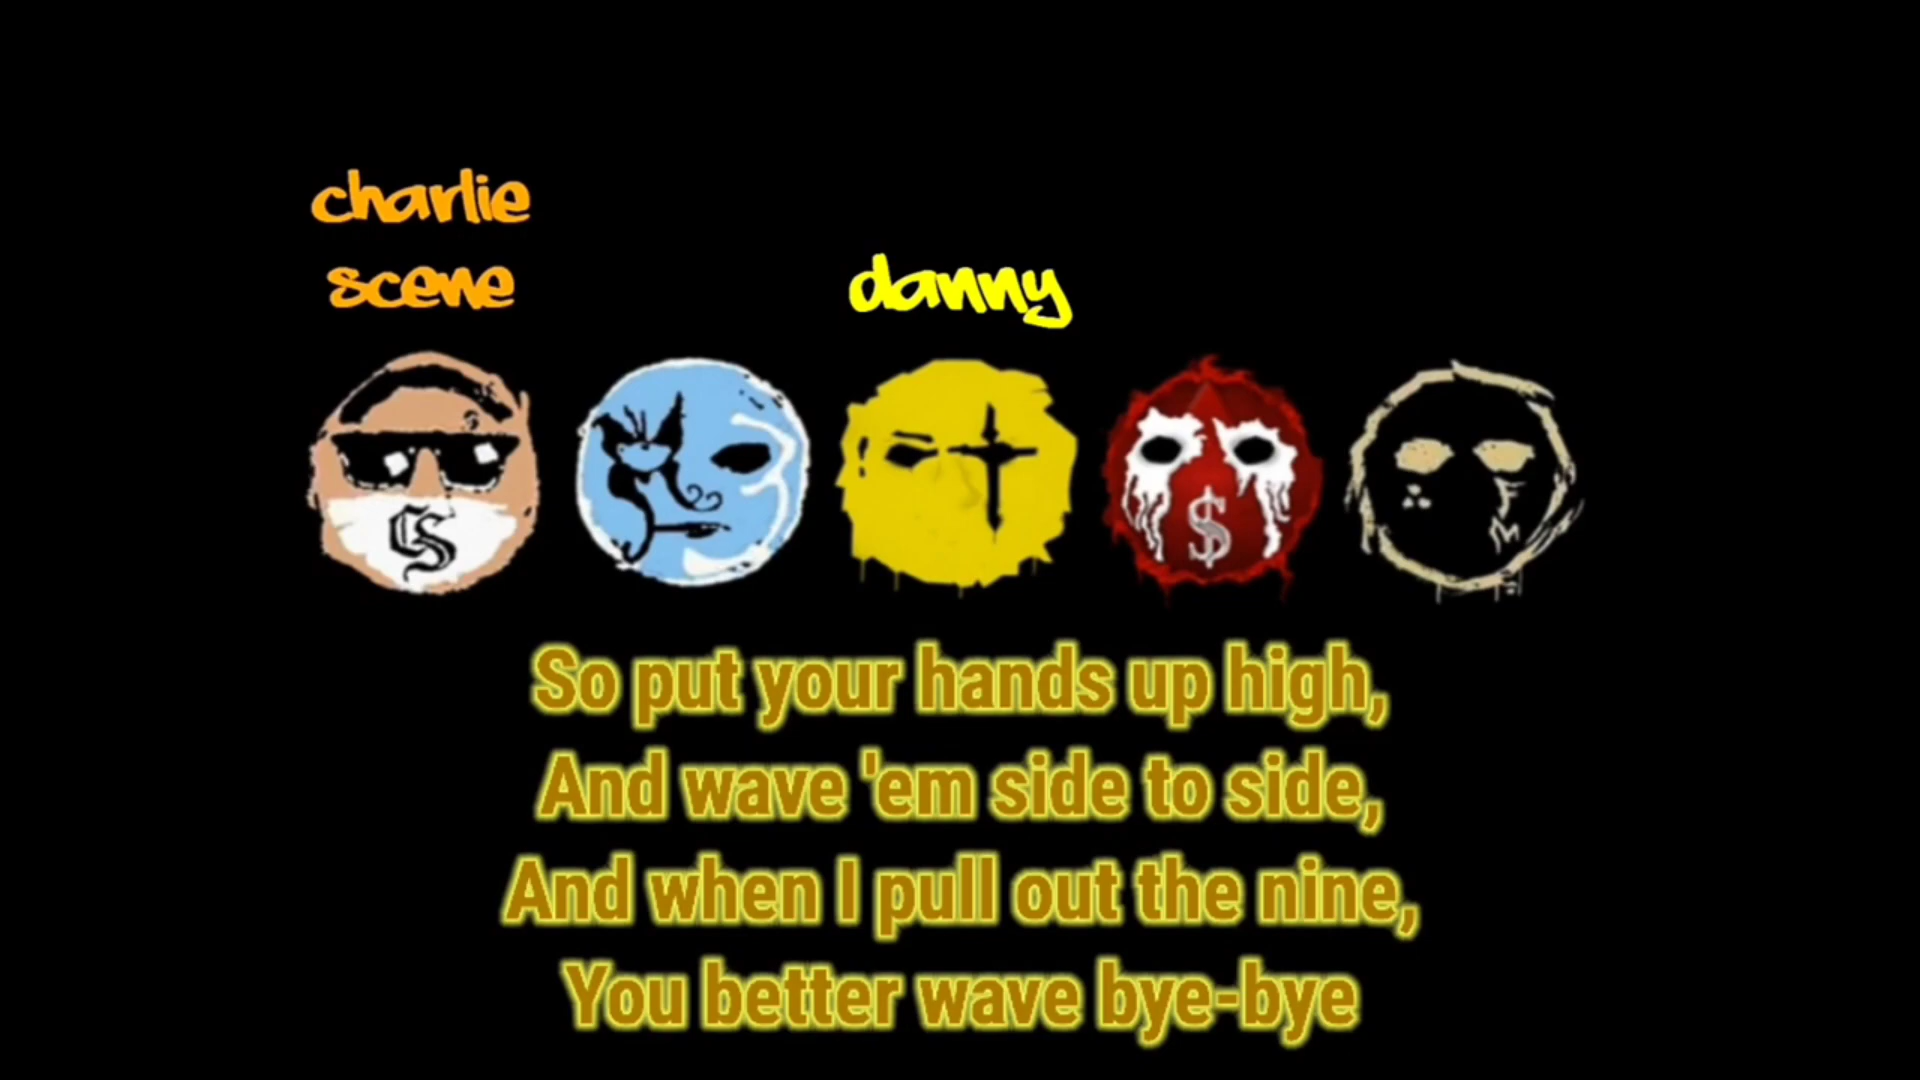 charlie
scene
danny
CS
$
M
So put your hands up high,
And wave 'em side to side,
And when I pull out the nine,
You better wave bye-bye